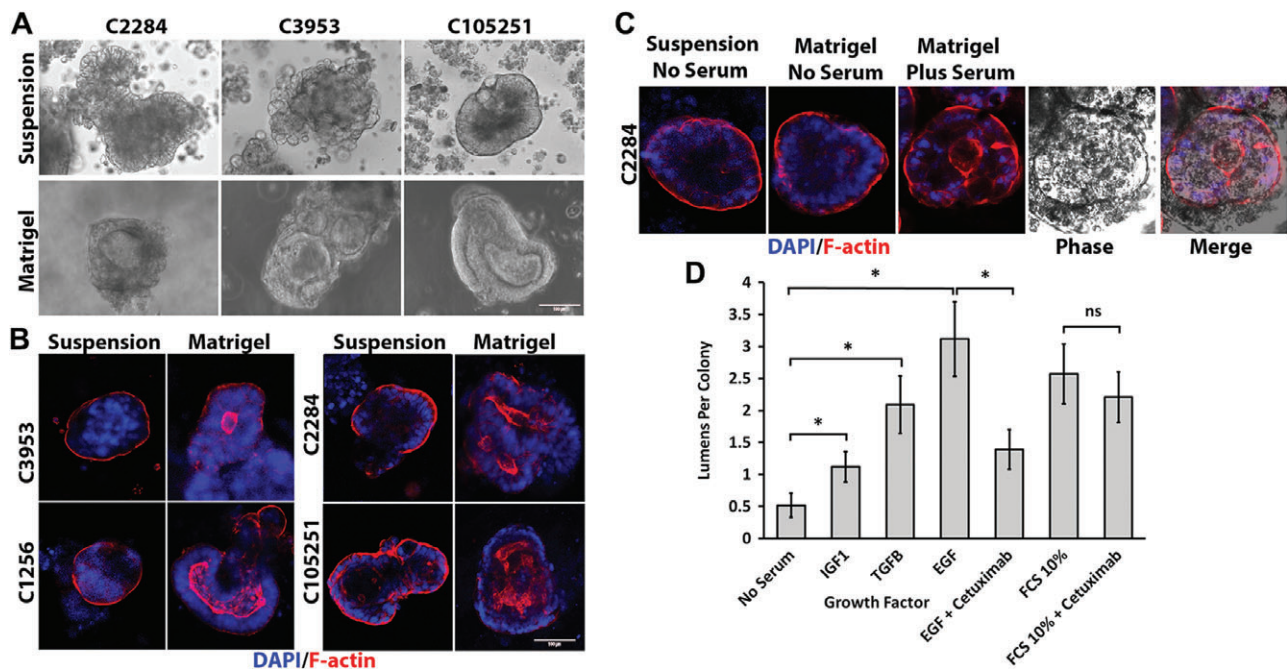 A
C2284
C3953
C105251
Suspension
Matrigel
B
Suspension
Matrigel
Suspension
Matrigel
C3953
C2284
C1256
C105251
DAPI/F-actin
C
Suspension
No Serum
Matrigel
No Serum
Matrigel
Plus Serum
C2284
DAPI/F-actin
Phase
Merge
D
Lumens Per Colony
4
3.5
3
2.5
2
1.5
1
0.5
0
*
*
*
*
ns
No Serum
IGF1
TGFB
EGF
EGF + Cetuximab
FCS 10%
FCS 10% + Cetuximab
Growth Factor